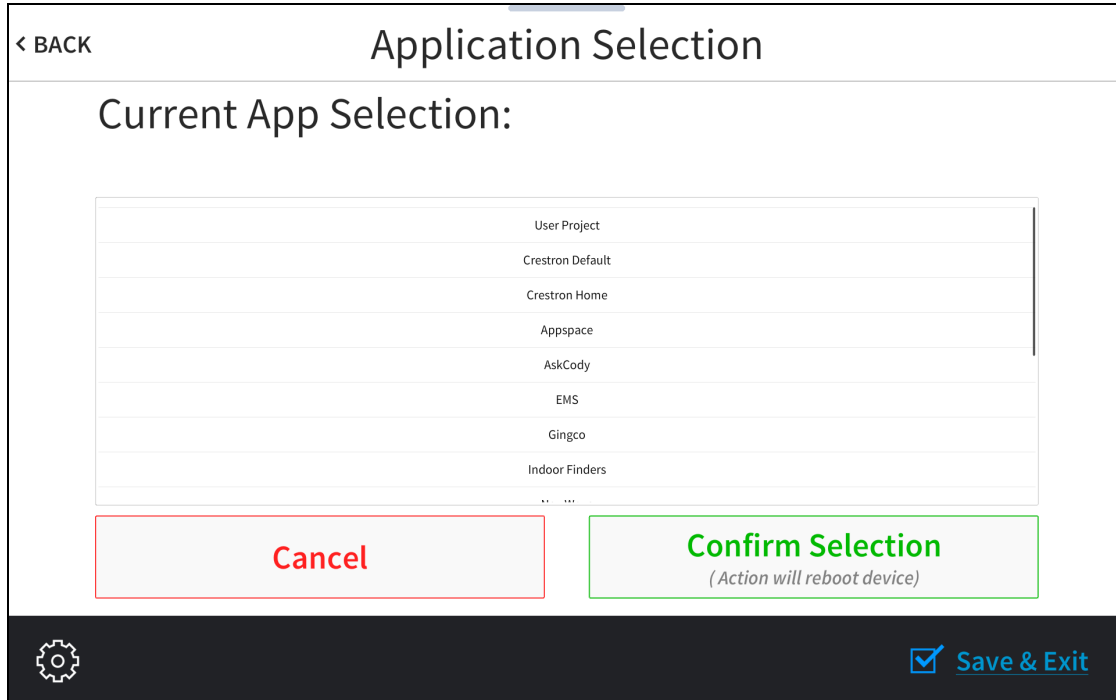 < BACK
Application Selection
Current App Selection:
User Project
Crestron Default
Crestron Home
Appspace
AskCody
EMS
Gingco
Indoor Finders
Cancel
Confirm Selection
( Action will reboot device)
Save & Exit